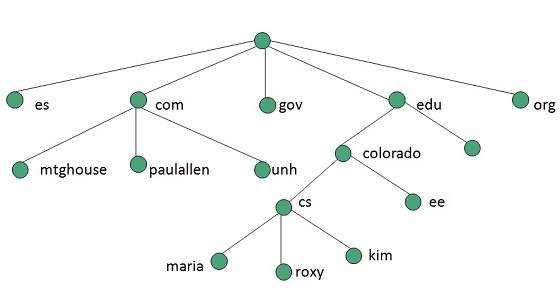 es
com
gov
edu
org
mtghouse
paulallen
unh
colorado
cs
ee
maria
roxy
kim